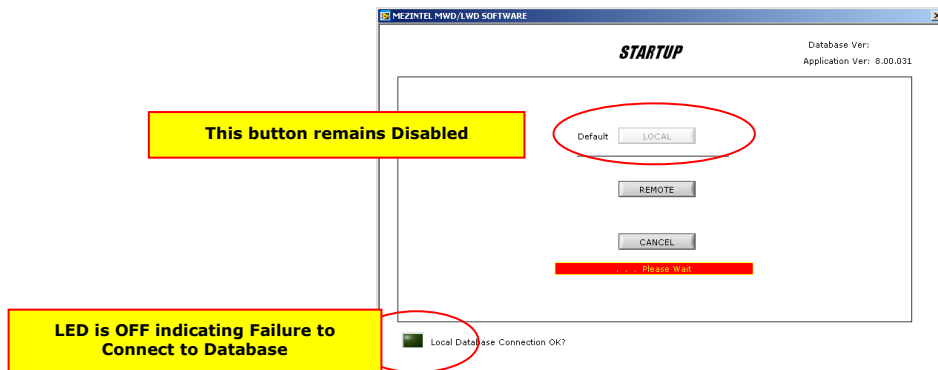 MEZINTEL MWD/LWD SOFTWARE
STARTUP
Database Ver:
Application Ver: 8.00.031
This button remains Disabled
Default LOCAL
REMOTE
CANCEL
. . . Please Wait
LED is OFF indicating Failure to
Connect to Database
Local Database Connection OK?